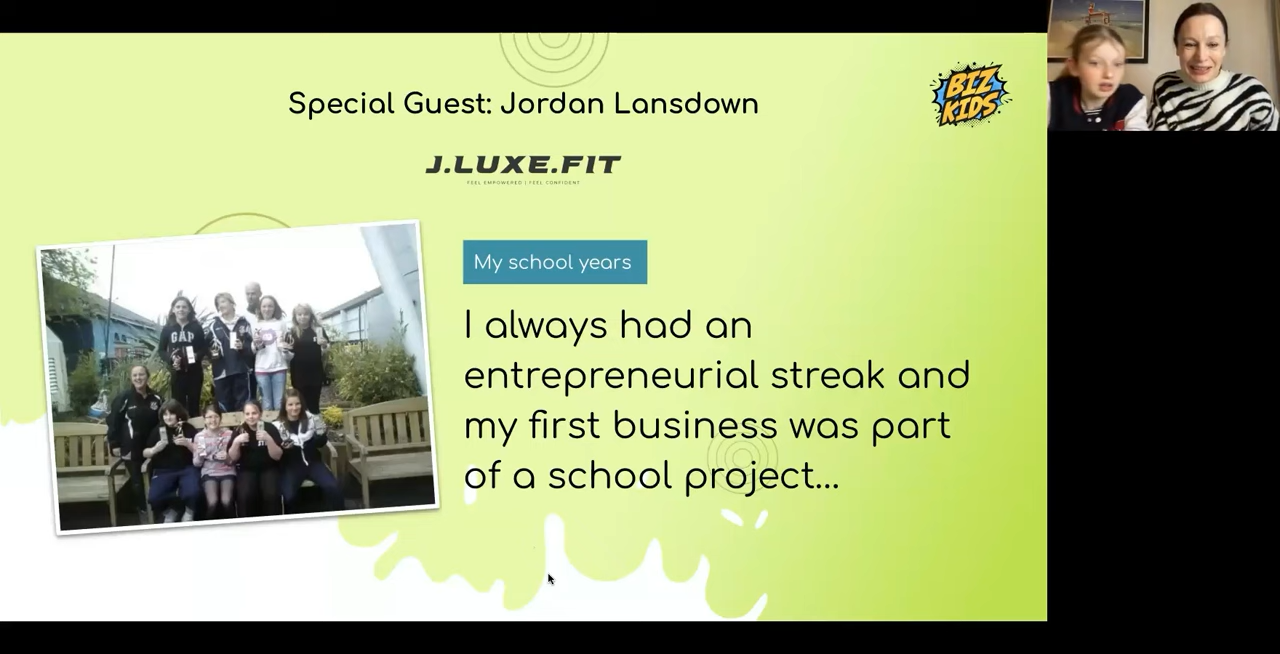 Special Guest: Jordan Lansdown
BIZ
KIDS
J.LUXE.FIT
FEEL EMPOWERED | FEEL CONFIDENT
My school years
I always had an
entrepreneurial streak and
my first business was part
of a school project...
GAP